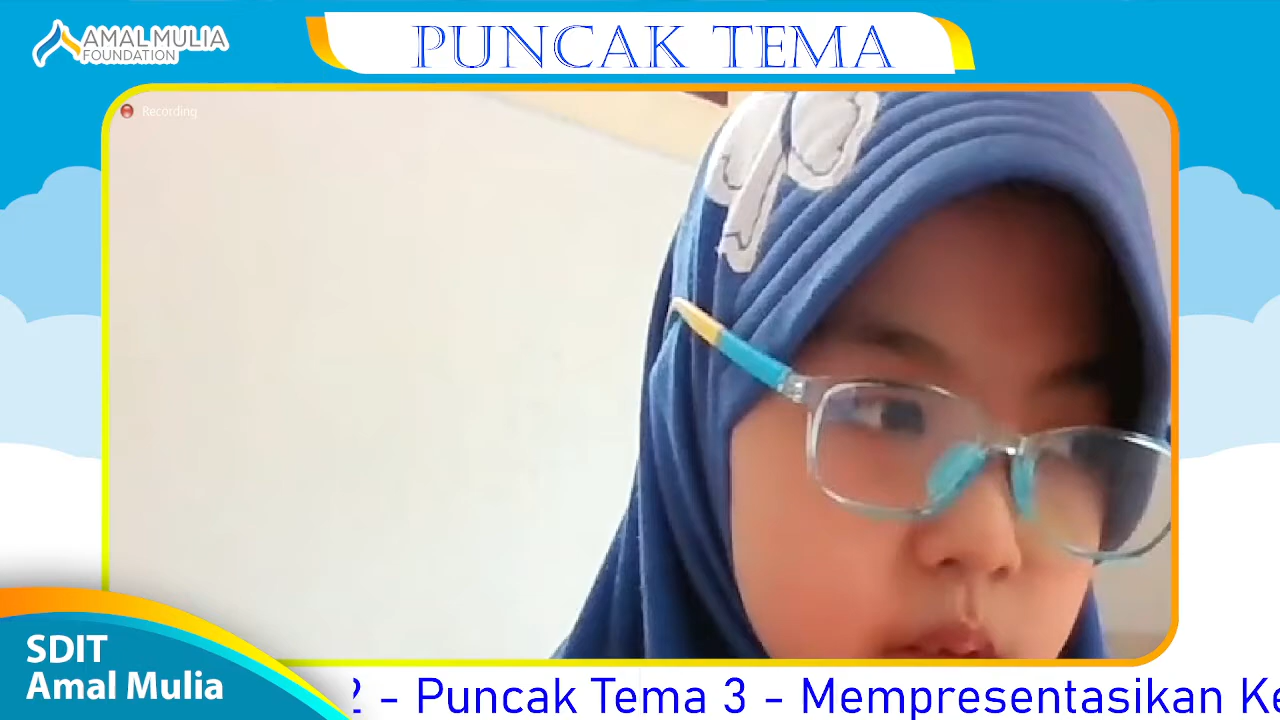 AMAL MULIA
FOUNDATION
PUNCAK TEMA
Recording
SDIT
Amal Mulia
2 - Puncak Tema 3 - Mempresentasikan Ke